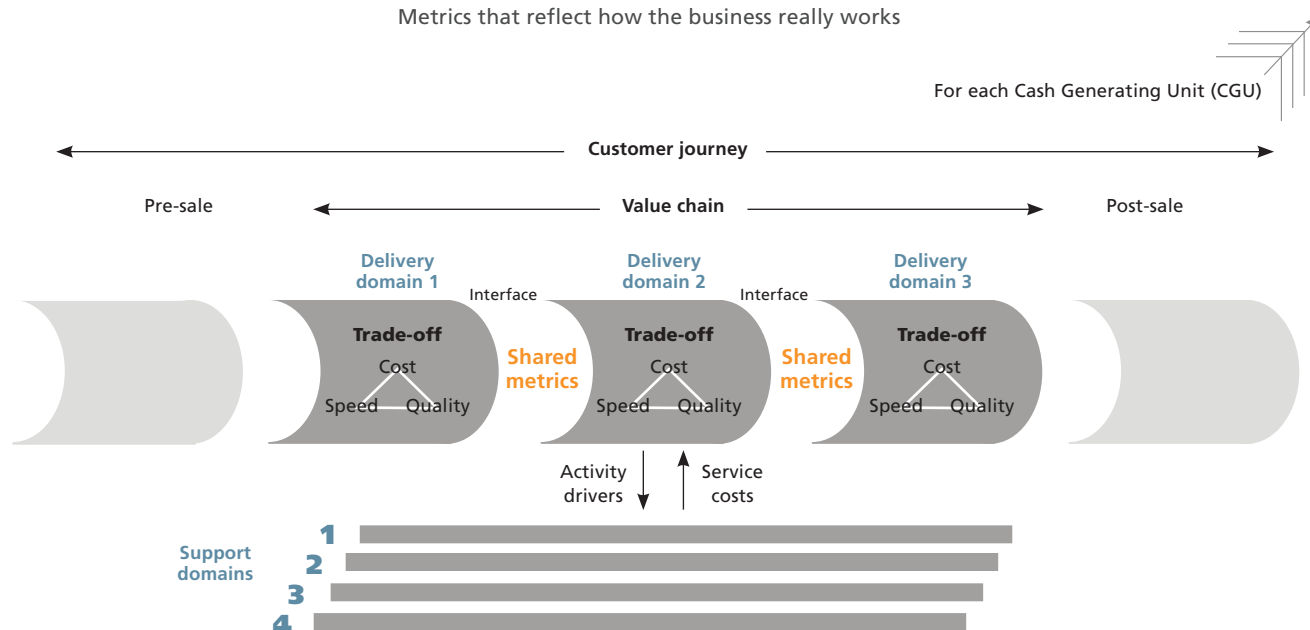 Metrics that reflect how the business really works
For each Cash Generating Unit (CGU)
Customer journey
Pre-sale
Value chain
Post-sale
Delivery
domain 1
Interface
Delivery
domain 2
Interface
Delivery
domain 3
Trade-off
Cost
Speed
Quality
Shared
metrics
Trade-off
Cost
Speed
Quality
Shared
metrics
Trade-off
Cost
Speed
Quality
Activity
drivers
Service
costs
Support
domains
1
2
3
4